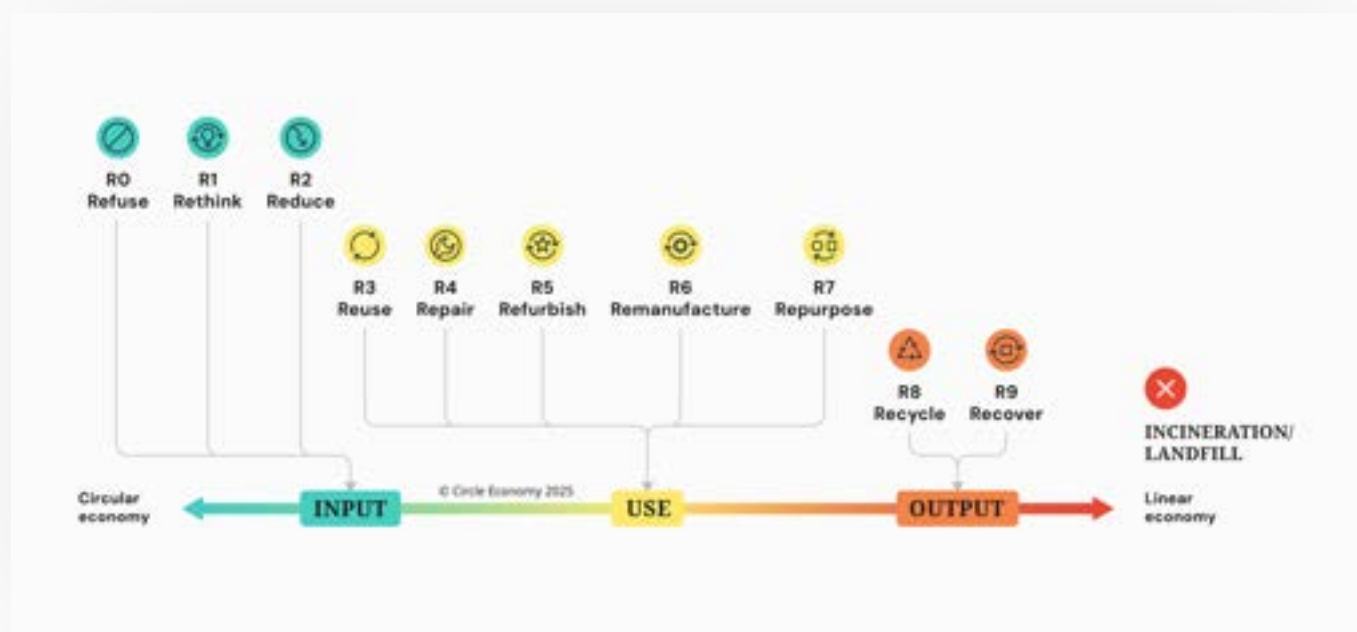 R0
Refuse
R1
Rethink
R2
Reduce
R3
Reuse
R4
Repair
R5
Refurbish
R6
Remanufacture
R7
Repurpose
R8
Recycle
R9
Recover
INCINERATION/
LANDFILL
Circular
economy
INPUT
© Circle Economy 2025
USE
OUTPUT
Linear
economy